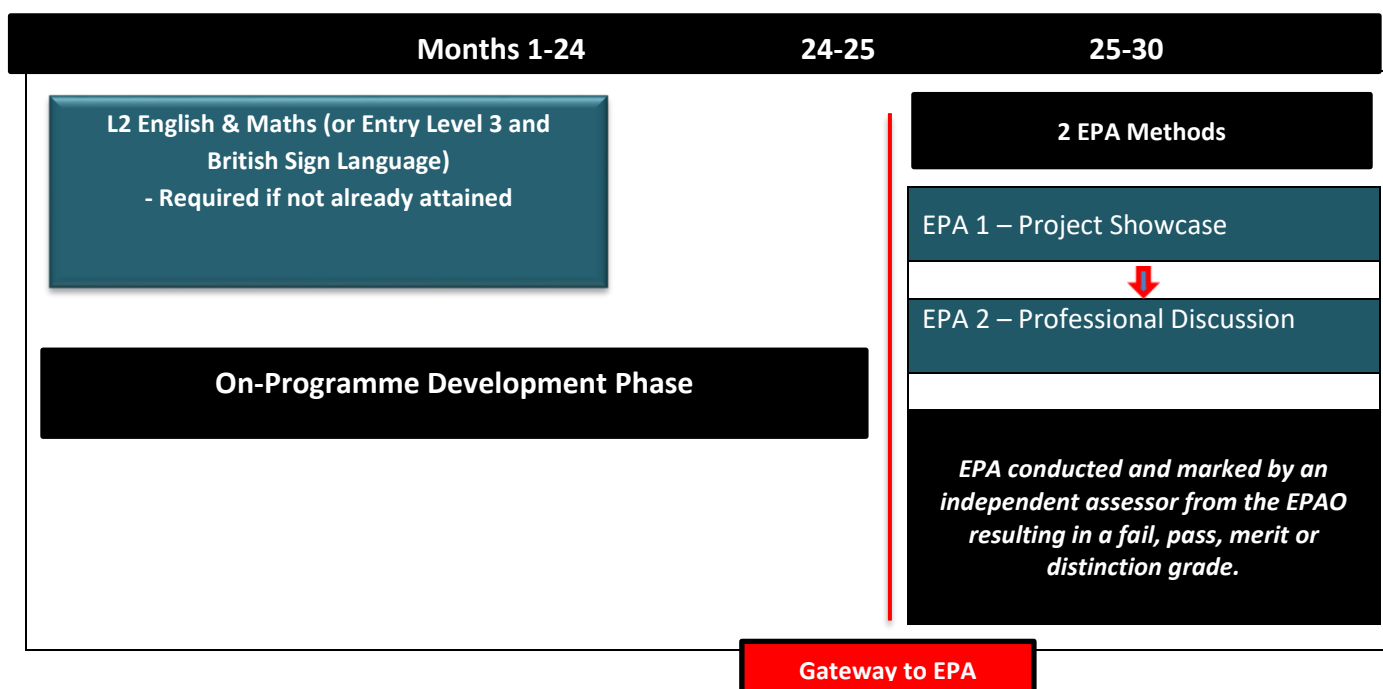 Months 1-24 24-25 25-30
L2 English & Maths (or Entry Level 3 and
British Sign Language)
- Required if not already attained
On-Programme Development Phase
2 EPA Methods
EPA 1 – Project Showcase
EPA 2 – Professional Discussion
EPA conducted and marked by an
independent assessor from the EPAO
resulting in a fail, pass, merit or
distinction grade.
Gateway to EPA